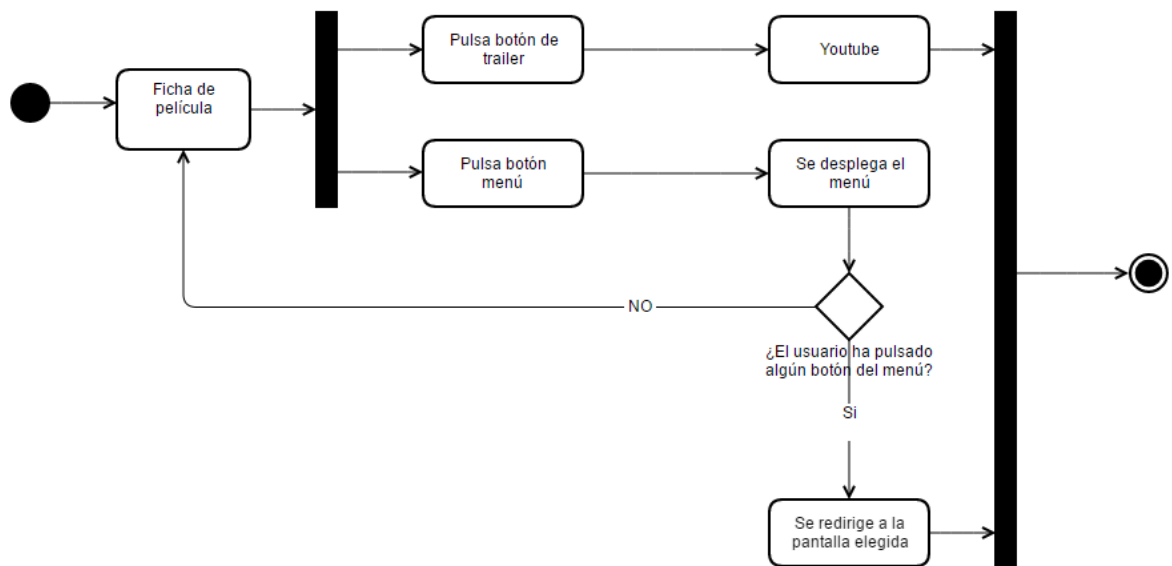 Pulsa botón de
trailer
Youtube
Ficha de
película
Pulsa botón
menú
Se desplega el
menú
NO
¿El usuario ha pulsado
algún botón del menú?
Si
Se redirige a la
pantalla elegida